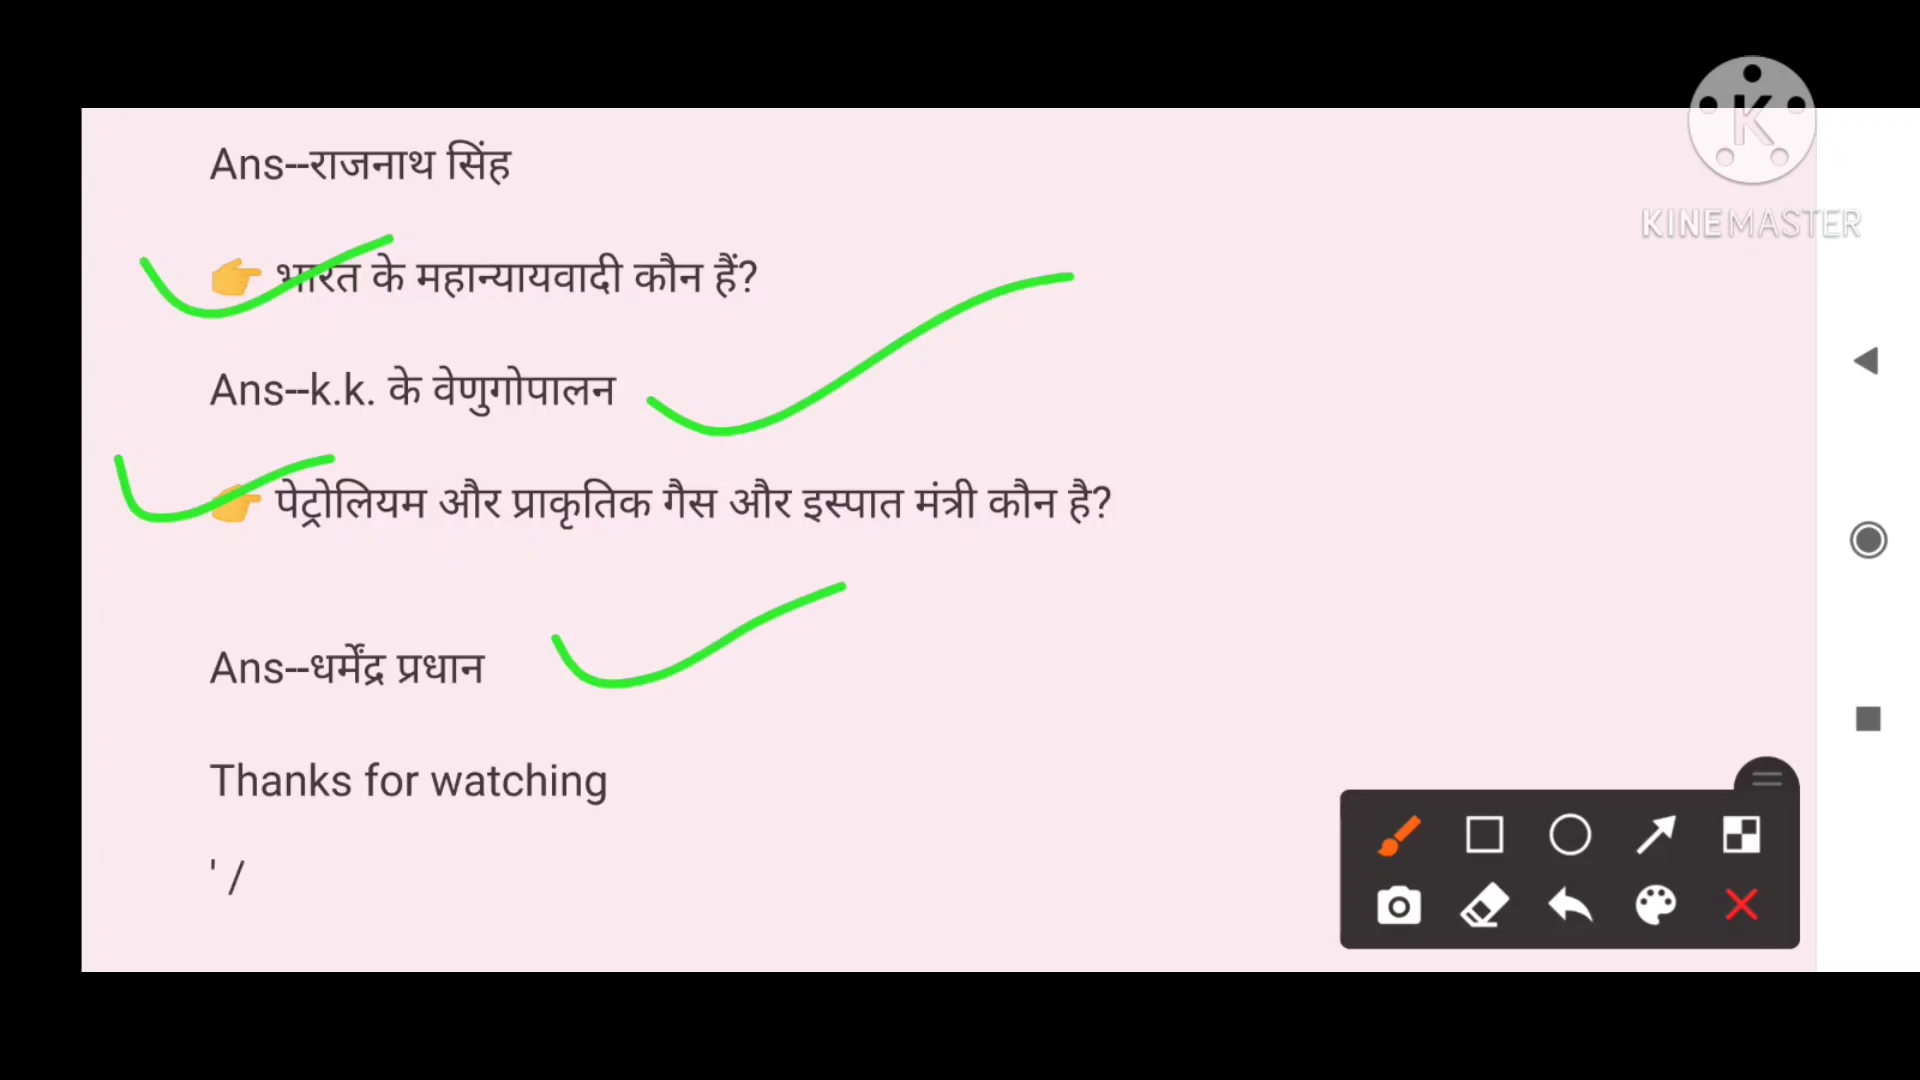 Ans--राजनाथ सिंह
K
KINEMASTER
👉 भारत के महान्यायवादी कौन हैं?
Ans--k.k. के वेणुगोपालन
👉 पेट्रोलियम और प्राकृतिक गैस और इस्पात मंत्री कौन है?
Ans--धर्मेंद्र प्रधान
Thanks for watching
' /